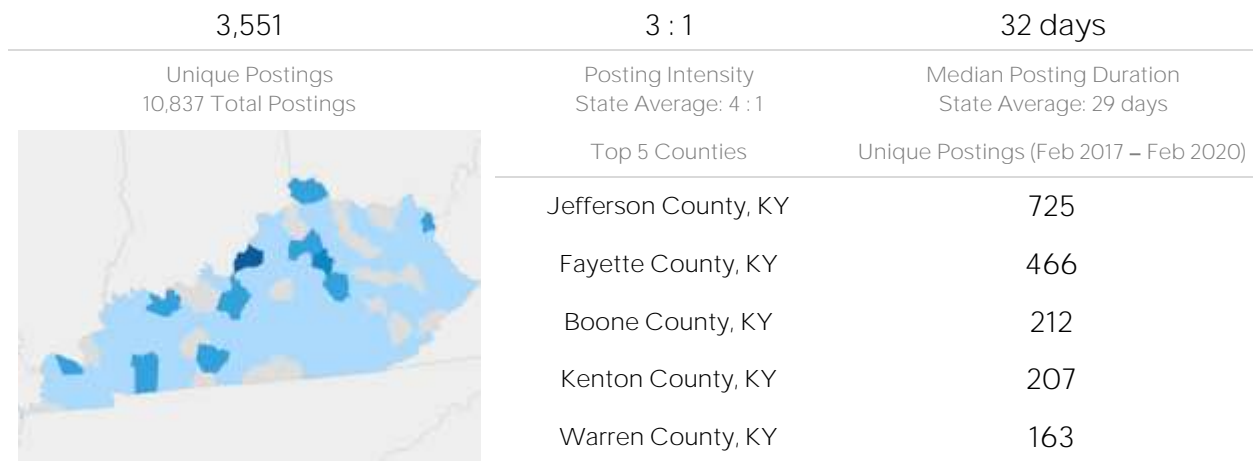 3,551
3 : 1
32 days
Unique Postings
10,837 Total Postings
Posting Intensity
State Average: 4 : 1
Median Posting Duration
State Average: 29 days
Top 5 Counties
Unique Postings (Feb 2017 – Feb 2020)
Jefferson County, KY
725
Fayette County, KY
466
Boone County, KY
212
Kenton County, KY
207
Warren County, KY
163